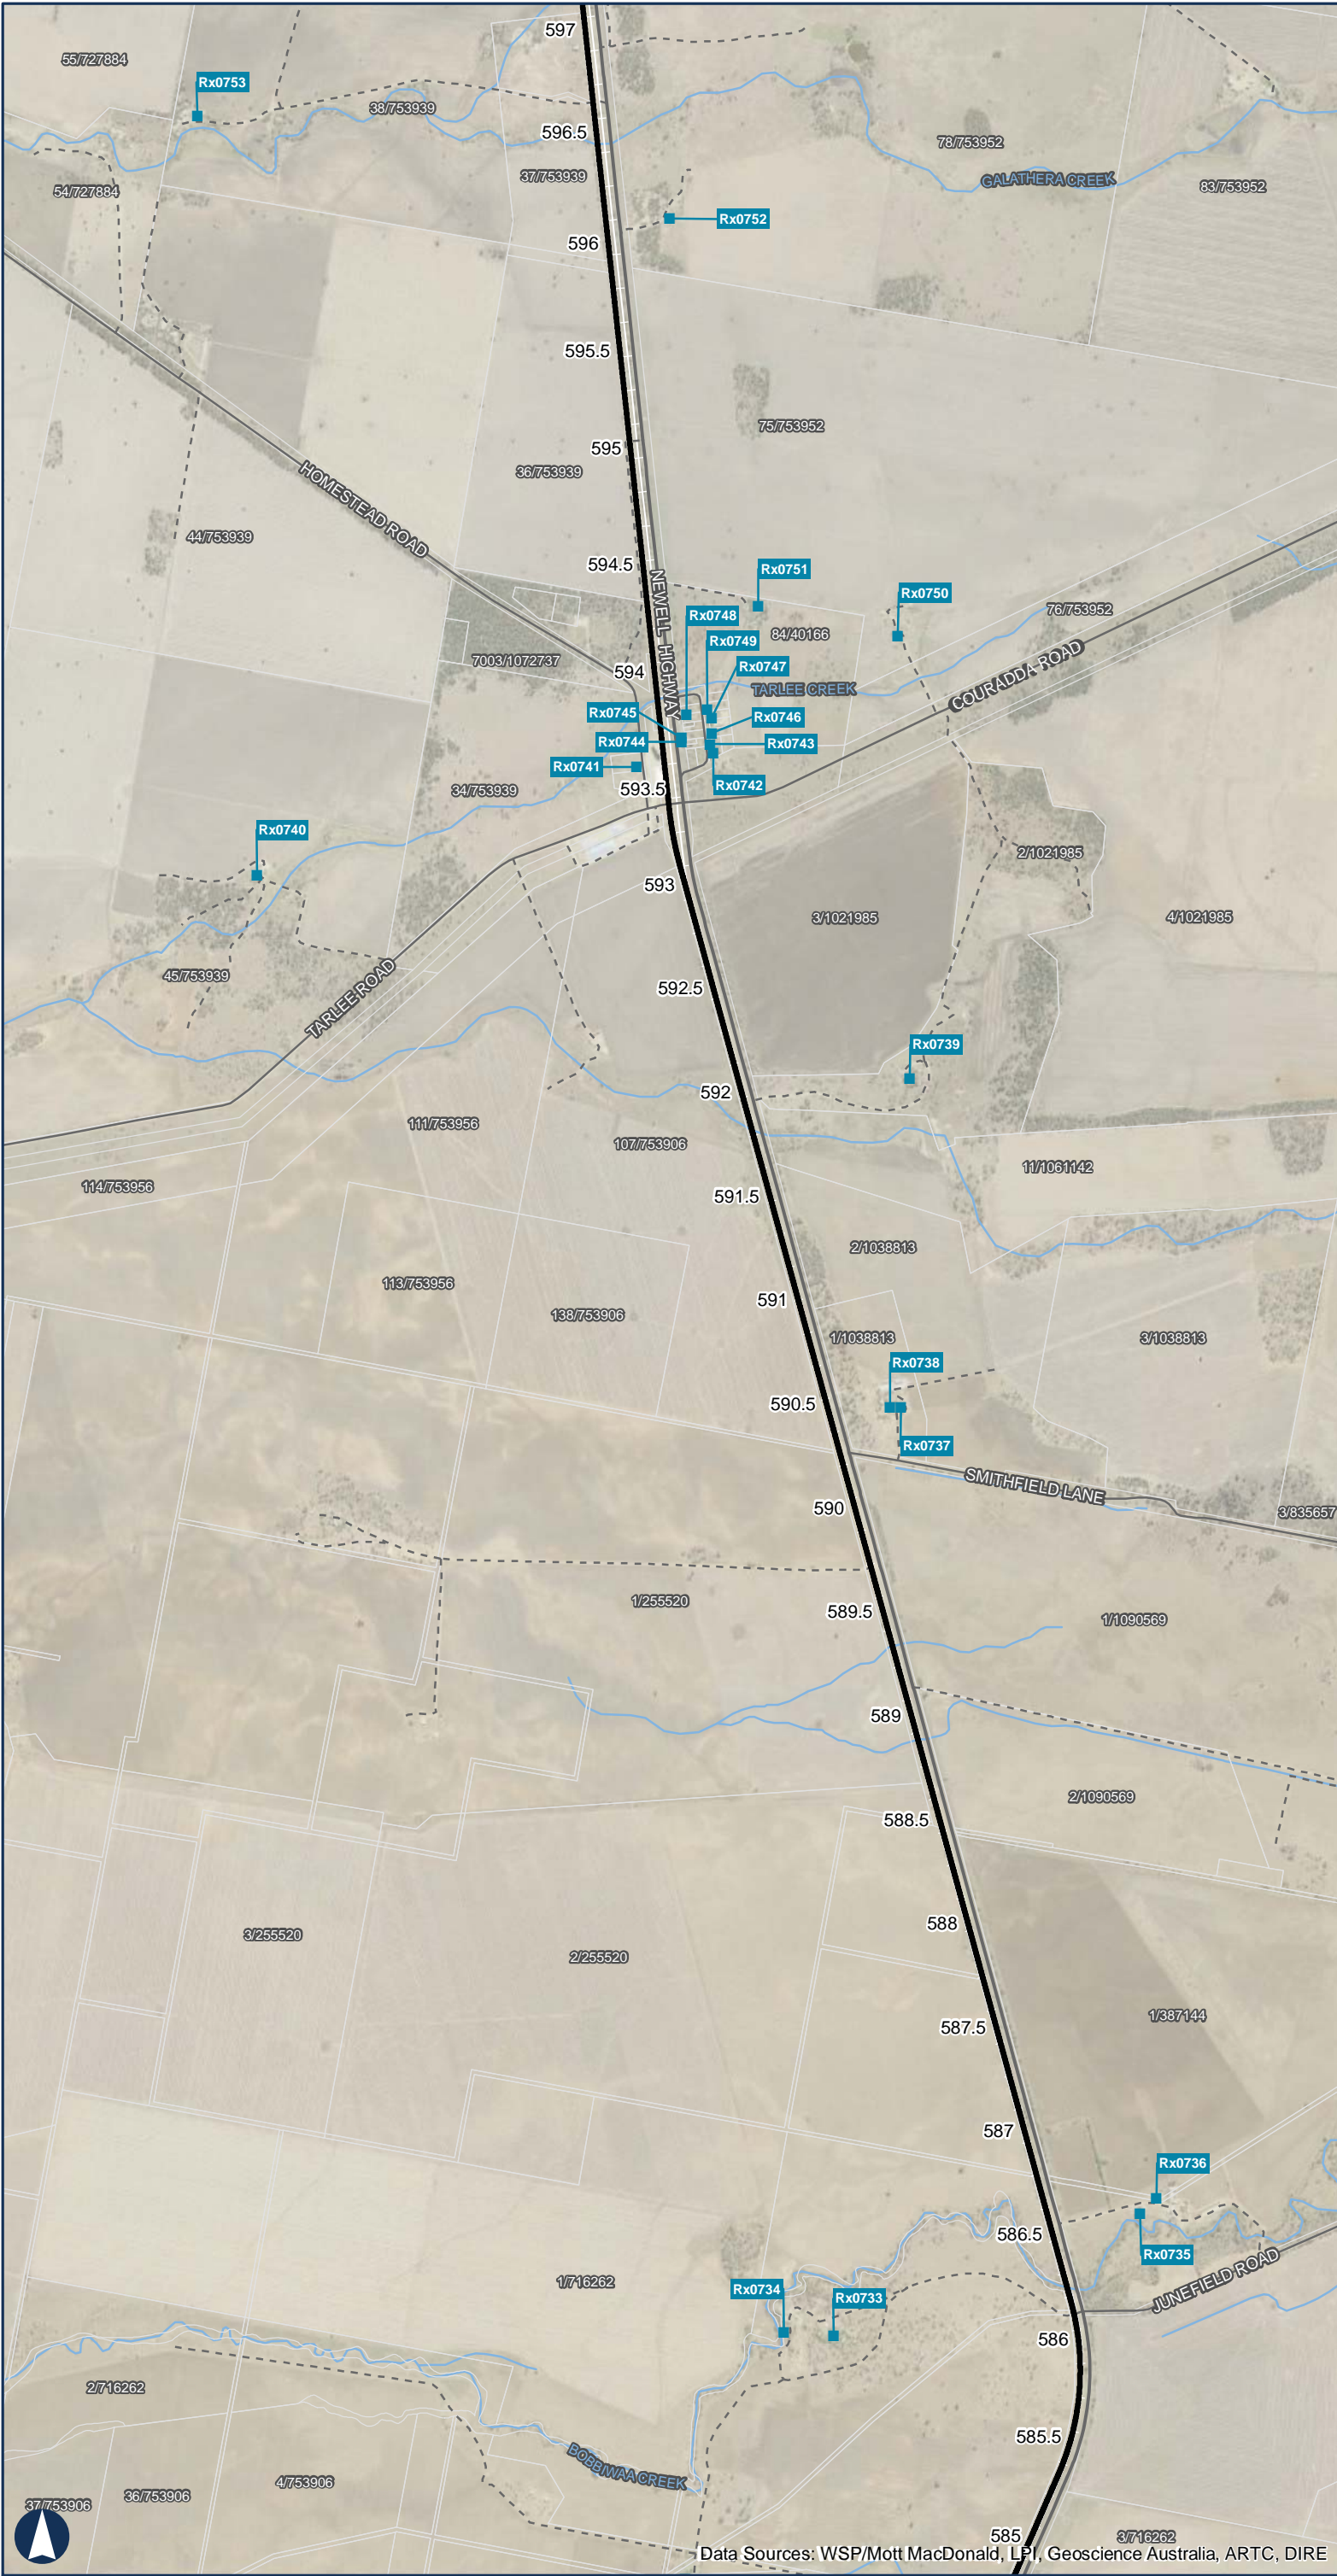 597
55/727884
Rx0753
38/753939
596.5
78/753952
37/753939
GALATHERA CREEK
83/753952
54/727884
Rx0752
596
595.5
75/753952
595
36/753939
HOMESTEAD ROAD
44/753939
594.5
NEWELL HIGHWAY
Rx0751
Rx0750
76/753952
Rx0748
84/40166
Rx0749
7003/1072737
594
Rx0747
COURADDA ROAD
TARLEE CREEK
Rx0745
Rx0746
Rx0744
Rx0743
Rx0741
Rx0742
34/753939
593.5
Rx0740
2/1021985
593
3/1021985
4/1021985
45/753939
TARLEE ROAD
592.5
Rx0739
592
111/753956
107/753906
11/1061142
114/753956
591.5
2/1038813
113/753956
591
138/753906
1/1038813
3/1038813
Rx0738
590.5
Rx0737
SMITHFIELD LANE
590
3/835657
1/255520
589.5
1/1090569
589
2/1090569
588.5
588
3/255520
2/255520
1/387144
587.5
587
Rx0736
586.5
Rx0735
JUNEFIELD ROAD
1/716262
Rx0734
Rx0733
586
2/716262
585.5
BOBBIWAA CREEK
4/753906
36/753906
37/753906
585
3/716262
Data Sources: WSP/Mott MacDonald, LPI, Geoscience Australia, ARTC, DIRE